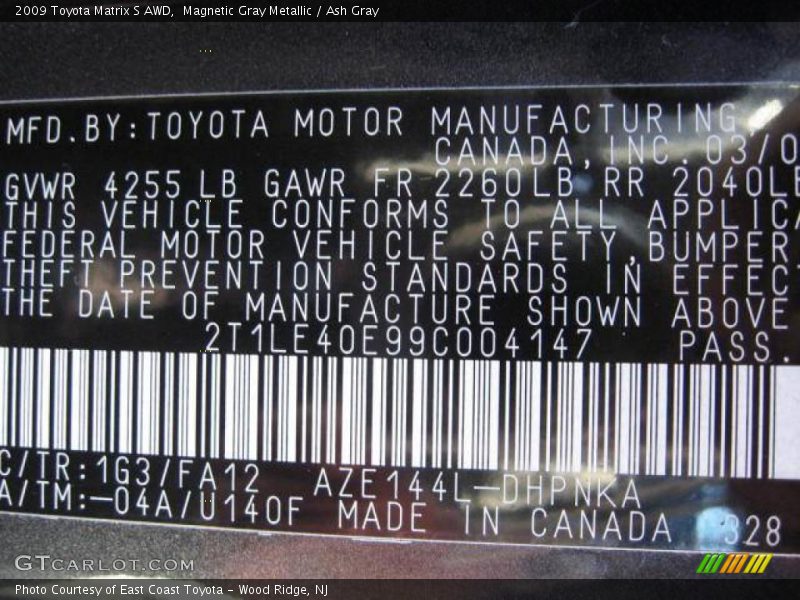 2009 Toyota Matrix S AWD,  Magnetic Gray Metallic / Ash Gray
MFD.BY:TOYOTA MOTOR MANUFACTURING
CANADA,INC.03/0
GVWR 4255LB GAWR FR 2260LB RR 2040LB
THIS VEHICLE CONFORMS TO ALL APPLICA
FEDERAL MOTOR VEHICLE SAFETY,BUMPER
THEFT PREVENTION STANDARDS IN EFFECT
THE DATE OF MANUFACTURE SHOWN ABOVE
2T1LE40E99C004147 PASS.
C/TR:1G3/FA12 AZE144L-DHPNKA
A/TM:-04A/U140F MADE IN CANADA 328
GTCARLOT.COM
Photo Courtesy of East Coast Toyota - Wood Ridge, NJ